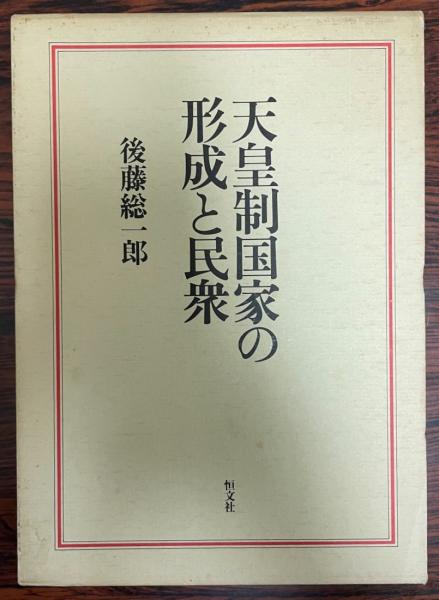 天皇制国家の
形成と民衆
後藤総一郎
恒文社